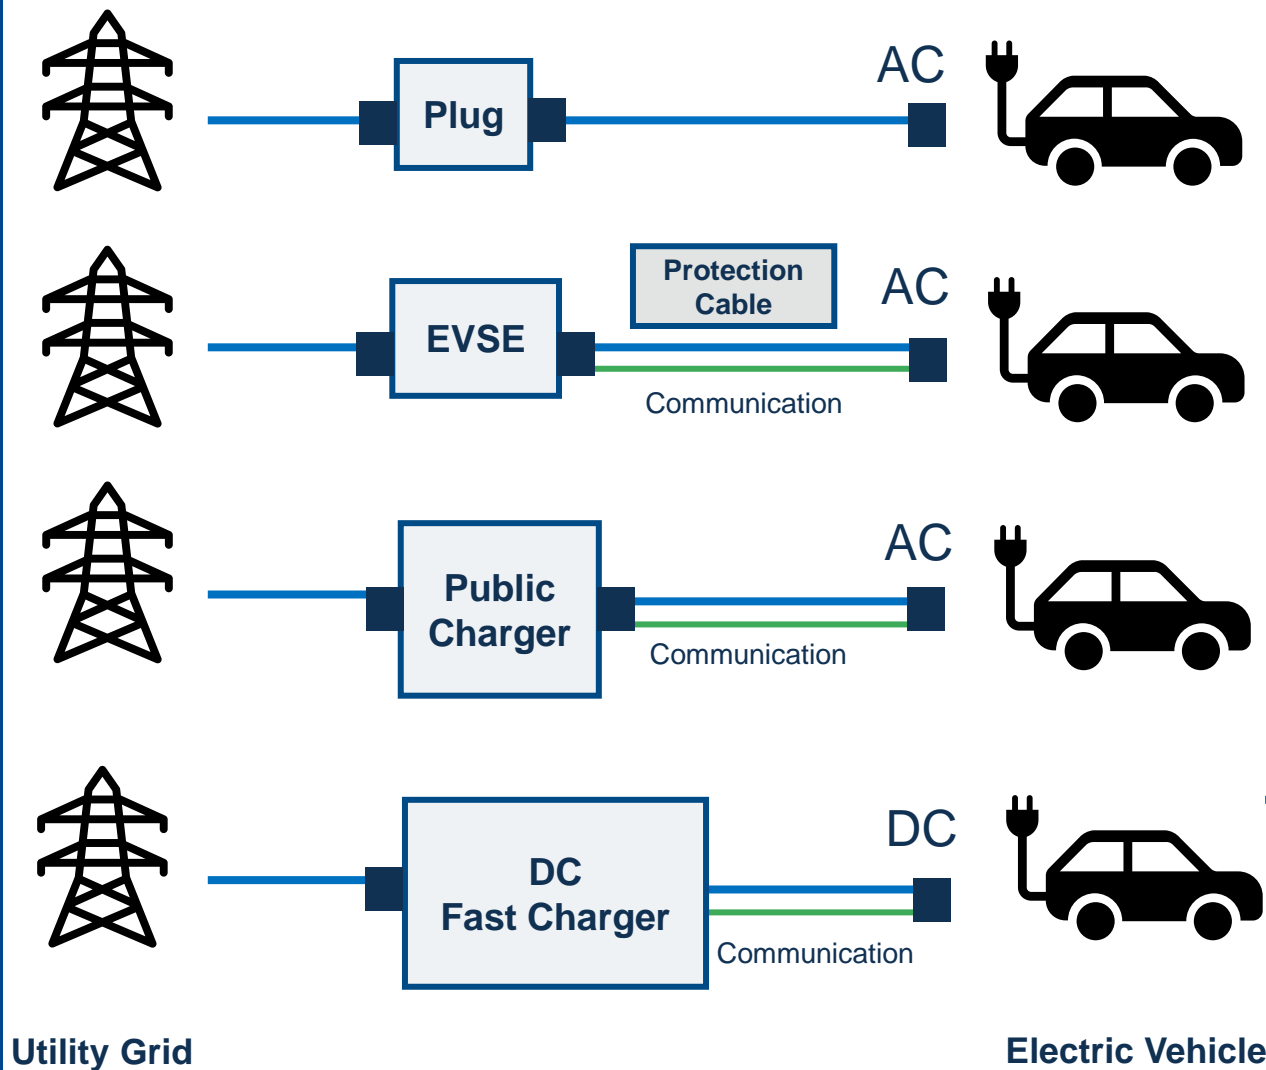 AC
Plug
Protection
Cable
AC
EVSE
Communication
AC
Public
Charger
Communication
DC
DC
Fast Charger
Communication
Utility Grid
Electric Vehicle